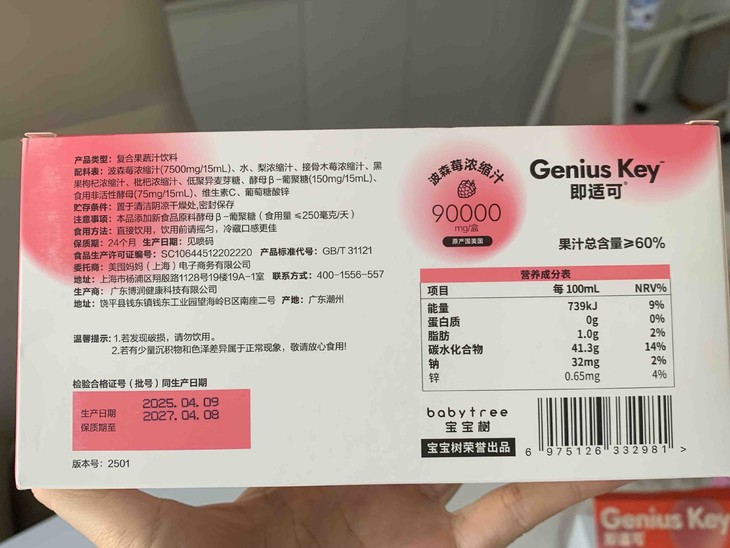 产品类型：复合果蔬汁饮料
配料表：波森莓浓缩汁(7500mg/15mL)、水、梨浓缩汁、接骨木莓浓缩汁、黑
果枸杞浓缩汁、枇杷浓缩汁、低聚异麦芽糖、酵母β-葡聚糖(150mg/15mL)、
食用非活性酵母(75mg/15mL)、维生素C、葡萄糖酸锌
贮存条件：置于清洁阴凉干燥处,密封保存
注意事项：本品添加新食品原料酵母β-葡聚糖（食用量≤250毫克/天）
食用方法：直接饮用，饮用前请摇匀，冷藏口感更佳
保质期：24个月 生产日期：见喷码
食品生产许可证编号：SC10644512202220 产品标准代号：GB/T 31121
委托商：美囤妈妈（上海）电子商务有限公司
地址：上海市杨浦区翔殷路1128号19楼19A-1室 联系方式：400-1556-557
生产商：广东博润健康科技有限公司
地址：饶平县钱东镇钱东工业园望海岭B区南座二号 产地：广东潮州
温馨提示：1.若发现破损，请勿饮用。
2.若有少量沉积物和色泽差异属于正常现象，敬请放心食用!
检验合格证号（批号）同生产日期
生产日期 2025.04.09
保质期至 2027.04.08
版本号：2501
波森莓浓缩汁
90000
mg/盒
原产国美国
Genius Key™
即适可®
果汁总含量≥60%
营养成分表
项目 每 100mL NRV%
能量 739kJ 9%
蛋白质 0g 0%
脂肪 1.0g 2%
碳水化合物 41.3g 14%
钠 32mg 2%
锌 0.65mg 4%
babytree
宝宝树
宝宝树荣誉出品
6 975126 332981 >
Genius Key
即适可